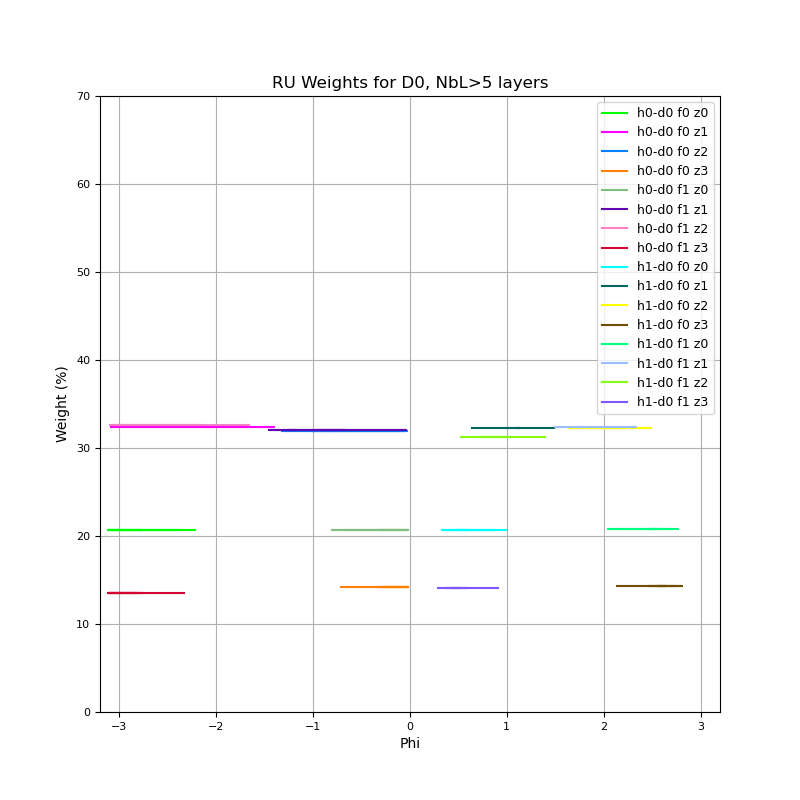 RU Weights for D0, NbL>5 layers
70
60
50
40
30
20
10
0
Weight (%)
−3
−2
−1
0
1
2
3
Phi
h0-d0 f0 z0
h0-d0 f0 z1
h0-d0 f0 z2
h0-d0 f0 z3
h0-d0 f1 z0
h0-d0 f1 z1
h0-d0 f1 z2
h0-d0 f1 z3
h1-d0 f0 z0
h1-d0 f0 z1
h1-d0 f0 z2
h1-d0 f0 z3
h1-d0 f1 z0
h1-d0 f1 z1
h1-d0 f1 z2
h1-d0 f1 z3